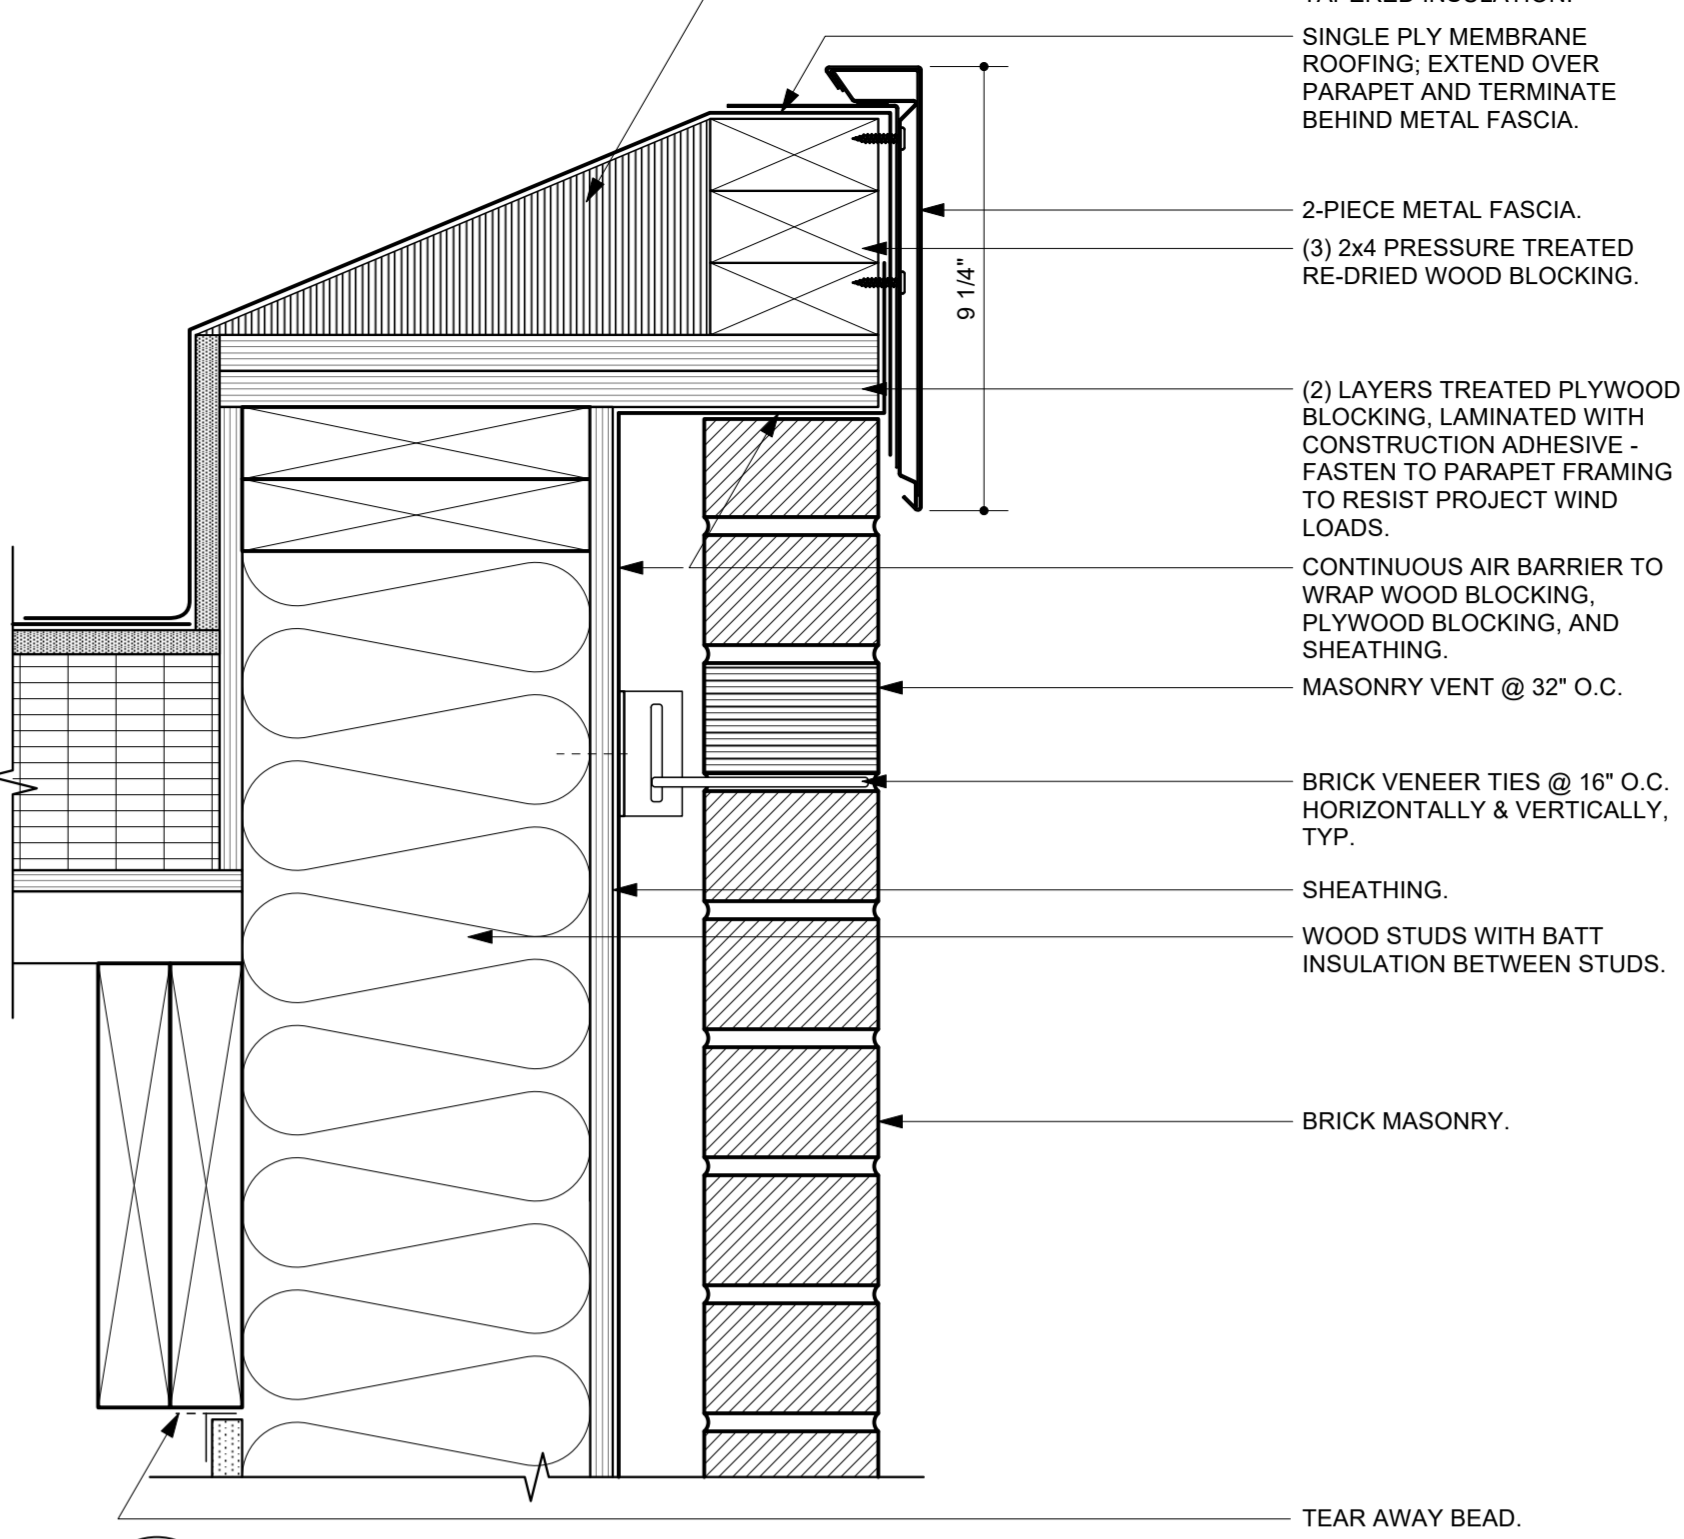 TAPERED INSULATION.
SINGLE PLY MEMBRANE
ROOFING; EXTEND OVER
PARAPET AND TERMINATE
BEHIND METAL FASCIA.
2-PIECE METAL FASCIA.
(3) 2x4 PRESSURE TREATED
RE-DRIED WOOD BLOCKING.
9 1/4"
(2) LAYERS TREATED PLYWOOD
BLOCKING, LAMINATED WITH
CONSTRUCTION ADHESIVE -
FASTEN TO PARAPET FRAMING
TO RESIST PROJECT WIND
LOADS.
CONTINUOUS AIR BARRIER TO
WRAP WOOD BLOCKING,
PLYWOOD BLOCKING, AND
SHEATHING.
MASONRY VENT @ 32" O.C.
BRICK VENEER TIES @ 16" O.C.
HORIZONTALLY & VERTICALLY,
TYP.
SHEATHING.
WOOD STUDS WITH BATT
INSULATION BETWEEN STUDS.
BRICK MASONRY.
TEAR AWAY BEAD.